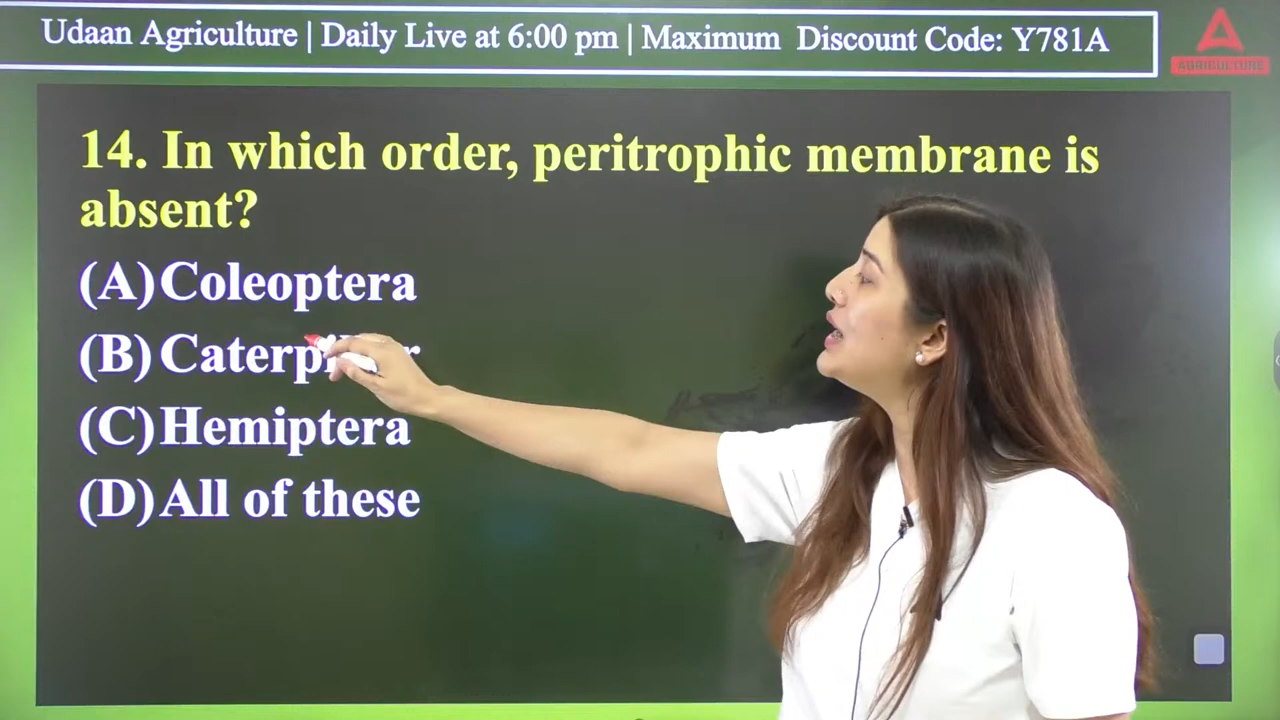 Udaan Agriculture | Daily Live at 6:00 pm | Maximum Discount Code: Y781A
AGRICULTURE
14. In which order, peritrophic membrane is
absent?
(A) Coleoptera
(B)
(C) Hemiptera
(D) All of these